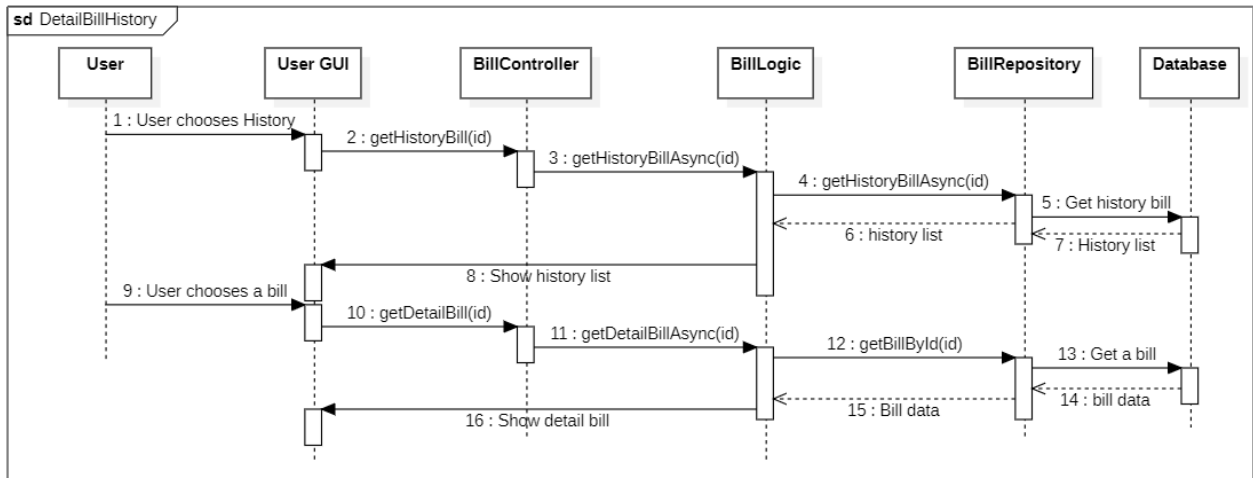 sd DetailBillHistory
User
User GUI
BillController
BillLogic
BillRepository
Database
1 : User chooses History
2 : getHistoryBill(id)
3 : getHistoryBillAsync(id)
4 : getHistoryBillAsync(id)
5 : Get history bill
6 : history list
7 : History list
8 : Show history list
9 : User chooses a bill
10 : getDetailBill(id)
11 : getDetailBillAsync(id)
12 : getBillById(id)
13 : Get a bill
14 : bill data
15 : Bill data
16 : Show detail bill